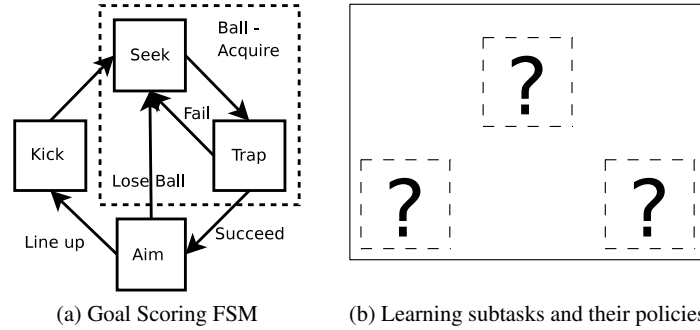 Seek
Ball -
Acquire
Fail
Kick
Trap
Lose Ball
Line up
Succeed
Aim
(a) Goal Scoring FSM
?
?
?
(b) Learning subtasks and their policies